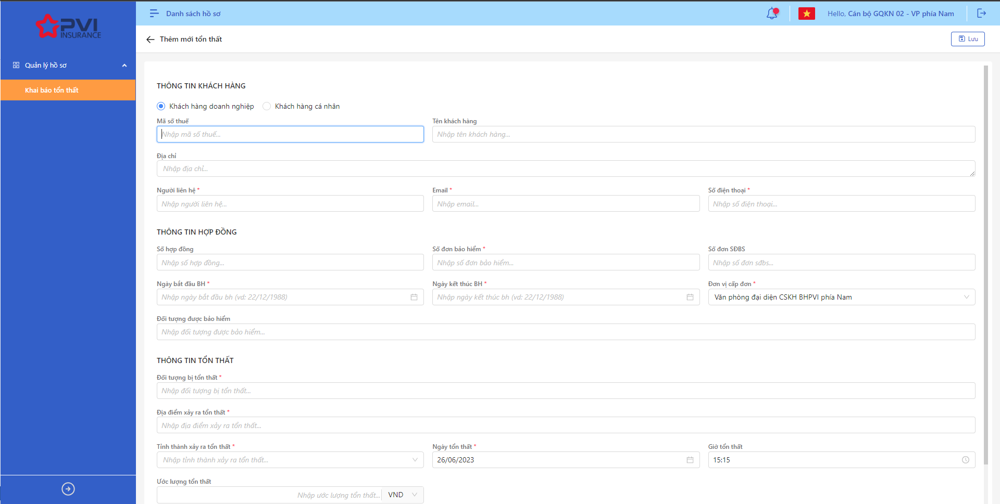 PVI
INSURANCE
Danh sách hồ sơ
Hello, Cán bộ GQKN 02 - VP phía Nam
Thêm mới tổn thất
Lưu
Quản lý hồ sơ
Khai báo tổn thất
THÔNG TIN KHÁCH HÀNG
Khách hàng doanh nghiệp
Khách hàng cá nhân
Mã số thuế
Tên khách hàng
Nhập mã số thuế...
Nhập tên khách hàng...
Địa chỉ
Nhập địa chỉ...
Người liên hệ *
Email *
Số điện thoại *
Nhập người liên hệ...
Nhập email...
Nhập số điện thoại...
THÔNG TIN HỢP ĐỒNG
Số hợp đồng
Số đơn bảo hiểm *
Số đơn SĐBS
Nhập số hợp đồng...
Nhập số đơn bảo hiểm...
Nhập số đơn sđbs...
Ngày bắt đầu BH *
Ngày kết thúc BH *
Đơn vị cấp đơn *
Nhập ngày bắt đầu bh (vd: 22/12/1988)
Nhập ngày kết thúc bh (vd: 22/12/1988)
Văn phòng đại diện CSKH BHPVI phía Nam
Đối tượng được bảo hiểm
Nhập đối tượng được bảo hiểm...
THÔNG TIN TỔN THẤT
Đối tượng bị tổn thất *
Nhập đối tượng bị tổn thất...
Địa điểm xảy ra tổn thất *
Nhập địa điểm xảy ra tổn thất...
Tỉnh thành xảy ra tổn thất *
Ngày tổn thất *
Giờ tổn thất
Nhập tỉnh thành xảy ra tổn thất...
26/06/2023
15:15
Ước lượng tổn thất
Nhập ước lượng tổn thất...
VND